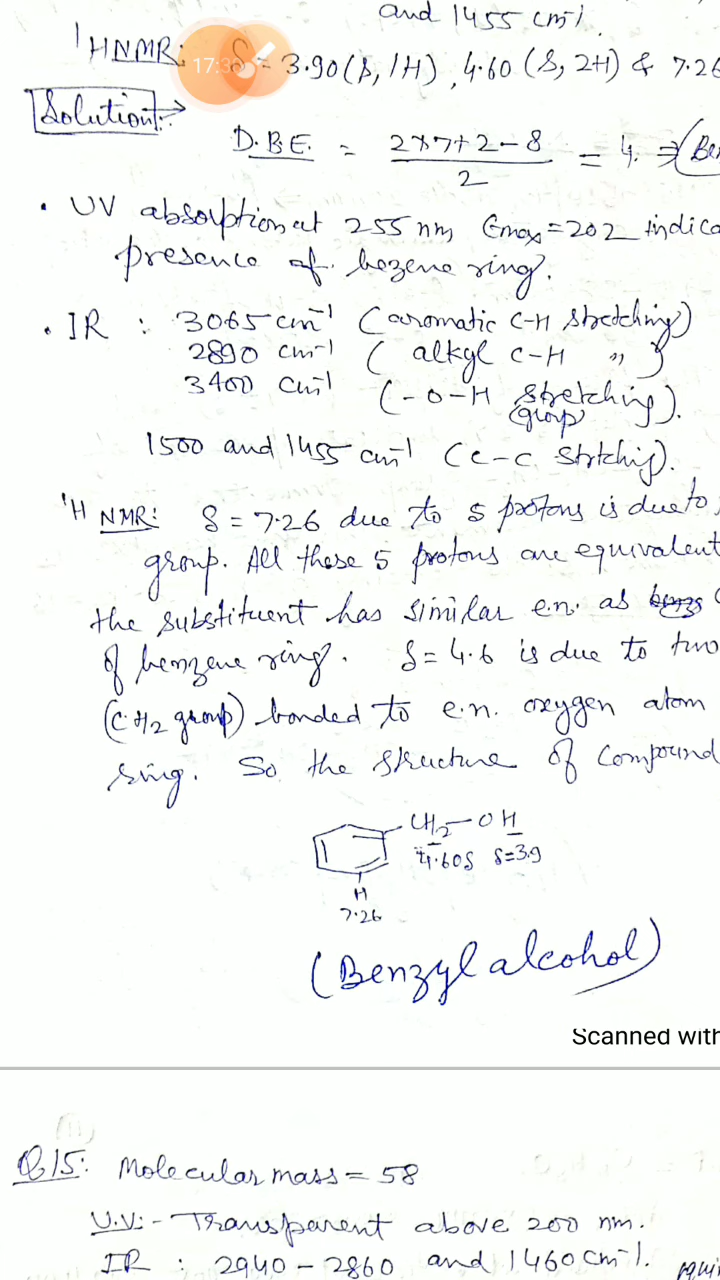 and 1455 cm⁻¹.
¹HNMR: δ = 3.90 (s, 1H), 4.60 (s, 2H) & 7.26
17:36
Solution:→
D.B.E. = (2×7+2-8)/2 = 4. ⇒ (Ben
• UV absorption at 255 nm, Emax = 202 indica
presence of bezene ring.
• IR : 3065 cm⁻¹ (aromatic C-H stretching)
2890 cm⁻¹ ( alkyl C-H " )
3400 cm⁻¹ (-O-H stretching).
group
1500 and 1455 cm⁻¹ (C-C strtchig).
¹H NMR: δ = 7.26 due to 5 protons is due to
group. All these 5 protons are equivalent
the substituent has similar e.n. as
of benzene ring. δ = 4.6 is due to two
(CH₂ group) bonded to e.n. oxygen atom
ring. So the structure of compound
CH₂-OH
4.60δ δ=3.9
H
7.26
(Benzyl alcohol)
Scanned with
Q15: Molecular mass = 58
U.V:- Transparent above 200 nm.
IR : 2940 - 2860 and 1460 cm⁻¹.